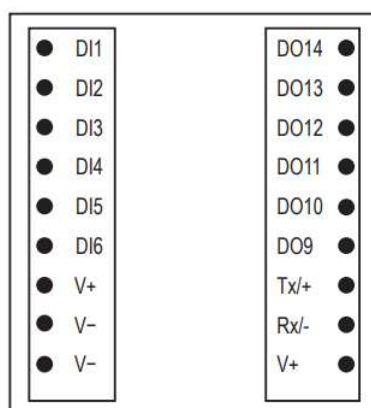 DI1
DI2
DI3
DI4
DI5
DI6
V+
V−
V−
DO14
DO13
DO12
DO11
DO10
DO9
Tx/+
Rx/-
V+